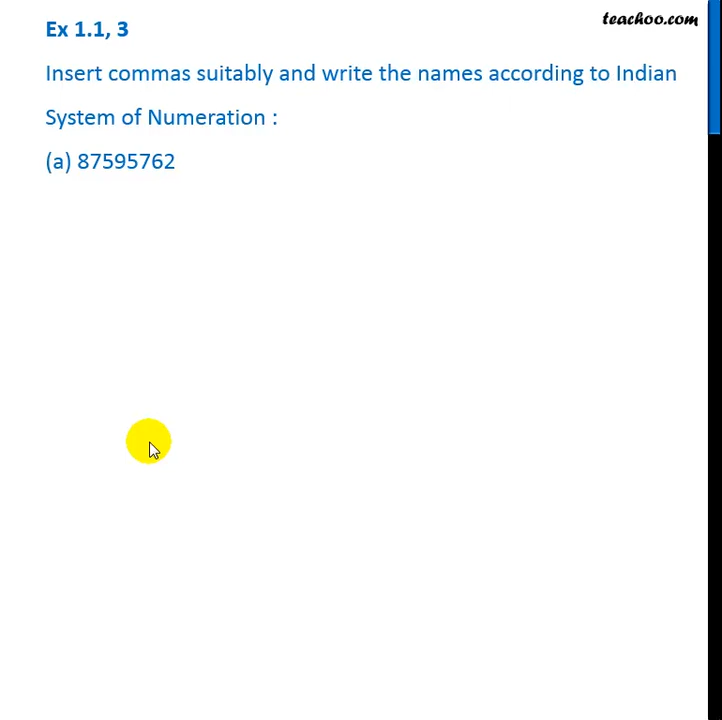 teachoo.com
Ex 1.1, 3
Insert commas suitably and write the names according to Indian
System of Numeration :
(a) 87595762